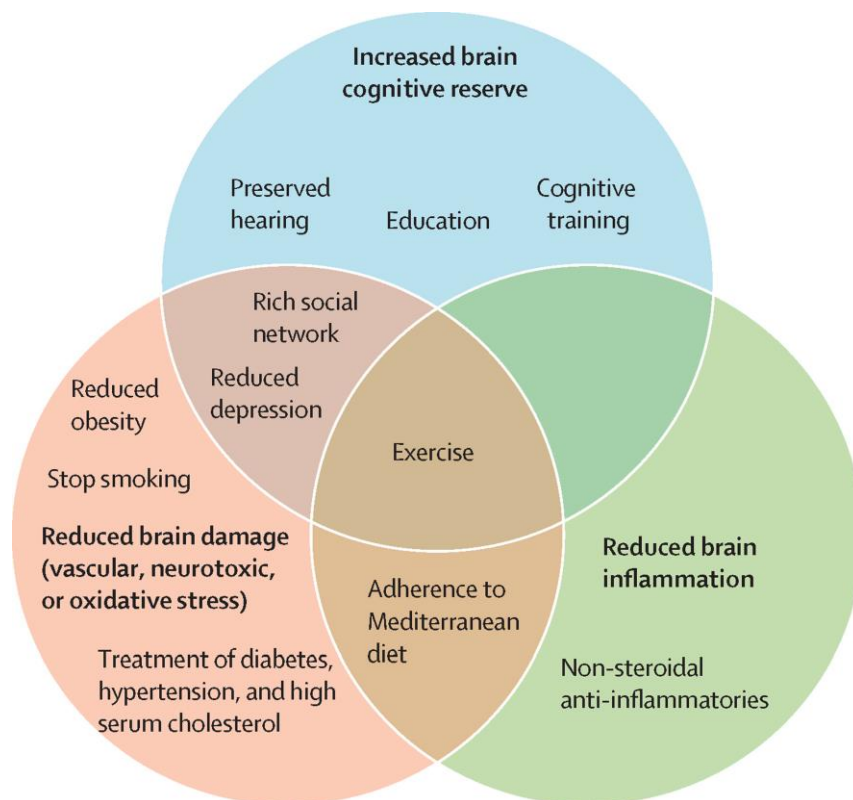 Increased brain
cognitive reserve
Preserved
hearing
Education
Cognitive
training
Rich social
network
Reduced
depression
Reduced
obesity
Stop smoking
Exercise
Reduced brain damage
(vascular, neurotoxic,
or oxidative stress)
Reduced brain
inflammation
Adherence to
Mediterranean
diet
Treatment of diabetes,
hypertension, and high
serum cholesterol
Non-steroidal
anti-inflammatories